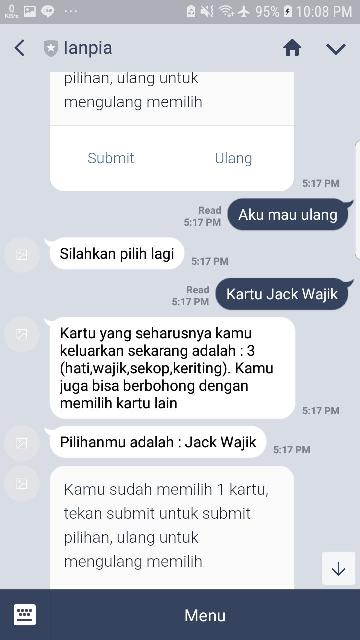 0
KB/s
95%
10:08 PM
lanpia
pilihan, ulang untuk
mengulang memilih
Submit
Ulang
5:17 PM
Read
5:17 PM
Aku mau ulang
Silahkan pilih lagi
5:17 PM
Read
5:17 PM
Kartu Jack Wajik
Kartu yang seharusnya kamu
keluarkan sekarang adalah : 3
(hati,wajik,sekop,keriting). Kamu
juga bisa berbohong dengan
memilih kartu lain
5:17 PM
Pilihanmu adalah : Jack Wajik
5:17 PM
Kamu sudah memilih 1 kartu,
tekan submit untuk submit
pilihan, ulang untuk
mengulang memilih
Menu